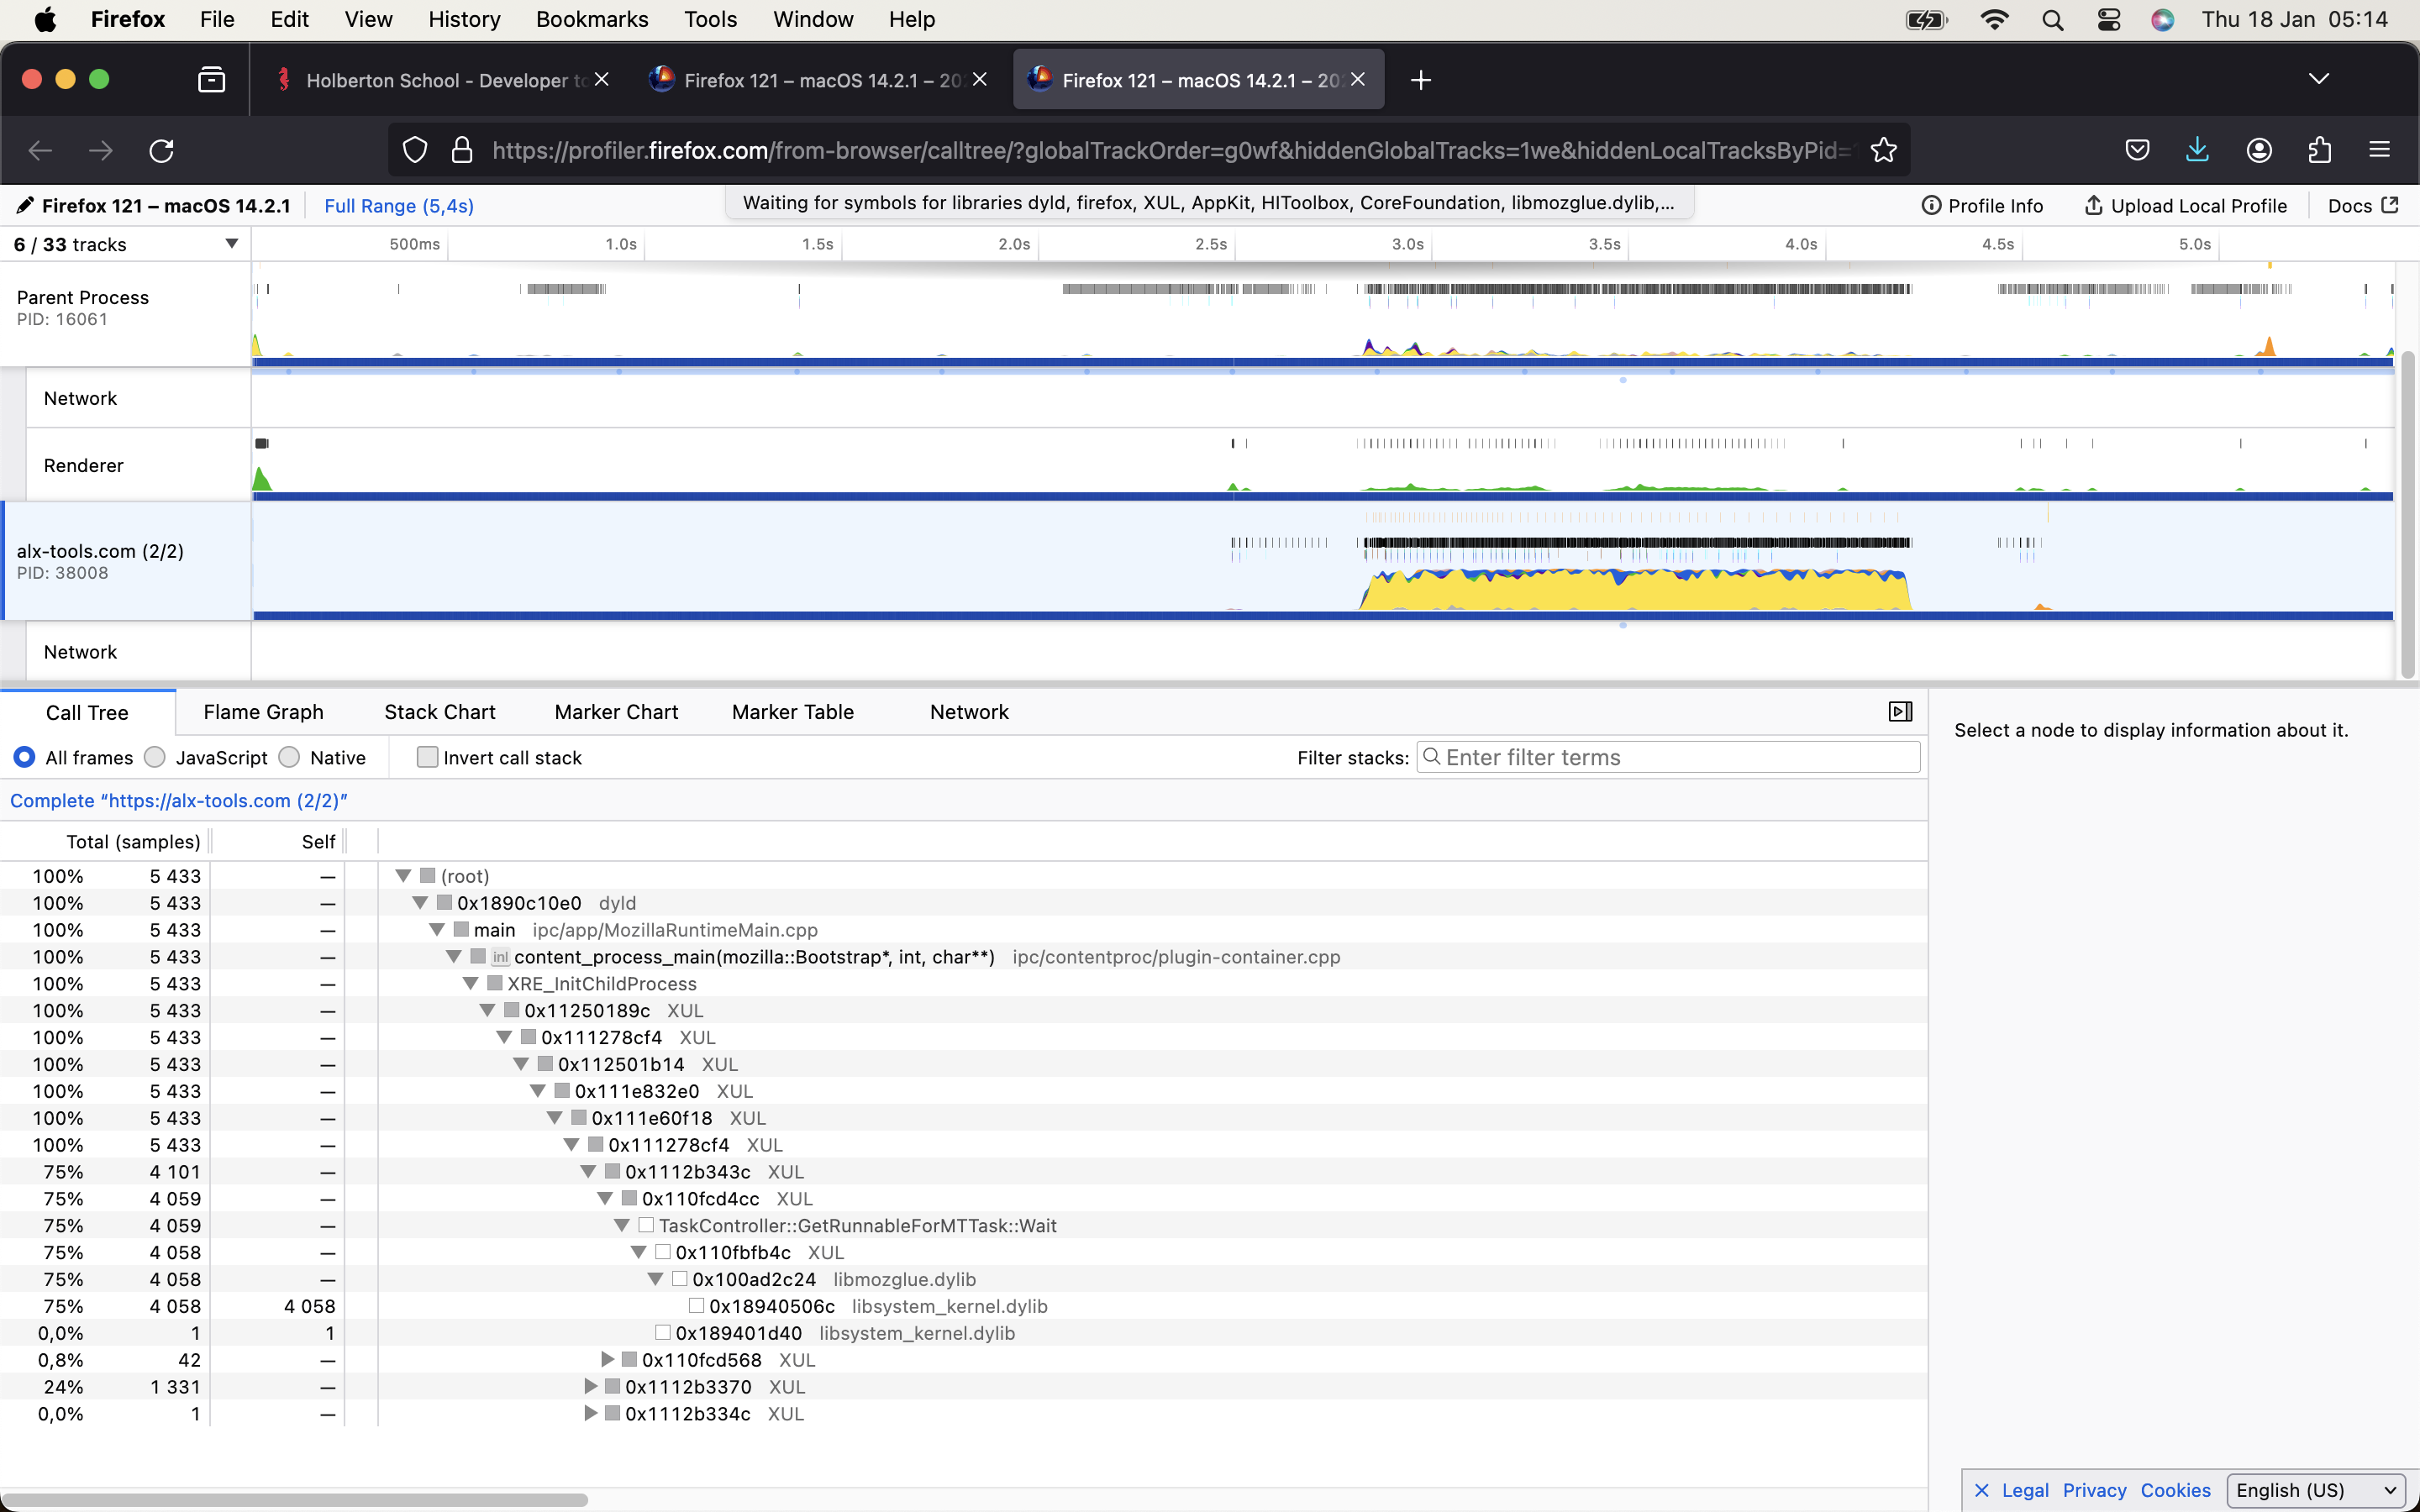 Firefox File Edit View History Bookmarks Tools Window Help Thu 18 Jan 05:14
Holberton School - Developer to Firefox 121 – macOS 14.2.1 – 20 Firefox 121 – macOS 14.2.1 – 20
https://profiler.firefox.com/from-browser/calltree/?globalTrackOrder=g0wf&hiddenGlobalTracks=1we&hiddenLocalTracksByPid=
Firefox 121 – macOS 14.2.1 Full Range (5,4s) Waiting for symbols for libraries dyld, firefox, XUL, AppKit, HIToolbox, CoreFoundation, libmozglue.dylib,... Profile Info Upload Local Profile Docs
6 / 33 tracks 500ms 1.0s 1.5s 2.0s 2.5s 3.0s 3.5s 4.0s 4.5s 5.0s
Parent Process
PID: 16061
Network
Renderer
alx-tools.com (2/2)
PID: 38008
Network
Call Tree Flame Graph Stack Chart Marker Chart Marker Table Network
Select a node to display information about it.
All frames JavaScript Native Invert call stack Filter stacks: Enter filter terms
Complete “https://alx-tools.com (2/2)”
Total (samples) Self
100% 5 433 — (root)
100% 5 433 — 0x1890c10e0 dyld
100% 5 433 — main ipc/app/MozillaRuntimeMain.cpp
100% 5 433 — inl content_process_main(mozilla::Bootstrap*, int, char**) ipc/contentproc/plugin-container.cpp
100% 5 433 — XRE_InitChildProcess
100% 5 433 — 0x11250189c XUL
100% 5 433 — 0x111278cf4 XUL
100% 5 433 — 0x112501b14 XUL
100% 5 433 — 0x111e832e0 XUL
100% 5 433 — 0x111e60f18 XUL
100% 5 433 — 0x111278cf4 XUL
75% 4 101 — 0x1112b343c XUL
75% 4 059 — 0x110fcd4cc XUL
75% 4 059 — TaskController::GetRunnableForMTTask::Wait
75% 4 058 — 0x110fbfb4c XUL
75% 4 058 — 0x100ad2c24 libmozglue.dylib
75% 4 058 4 058 0x18940506c libsystem_kernel.dylib
0,0% 1 1 0x189401d40 libsystem_kernel.dylib
0,8% 42 — 0x110fcd568 XUL
24% 1 331 — 0x1112b3370 XUL
0,0% 1 — 0x1112b334c XUL
Legal Privacy Cookies English (US)